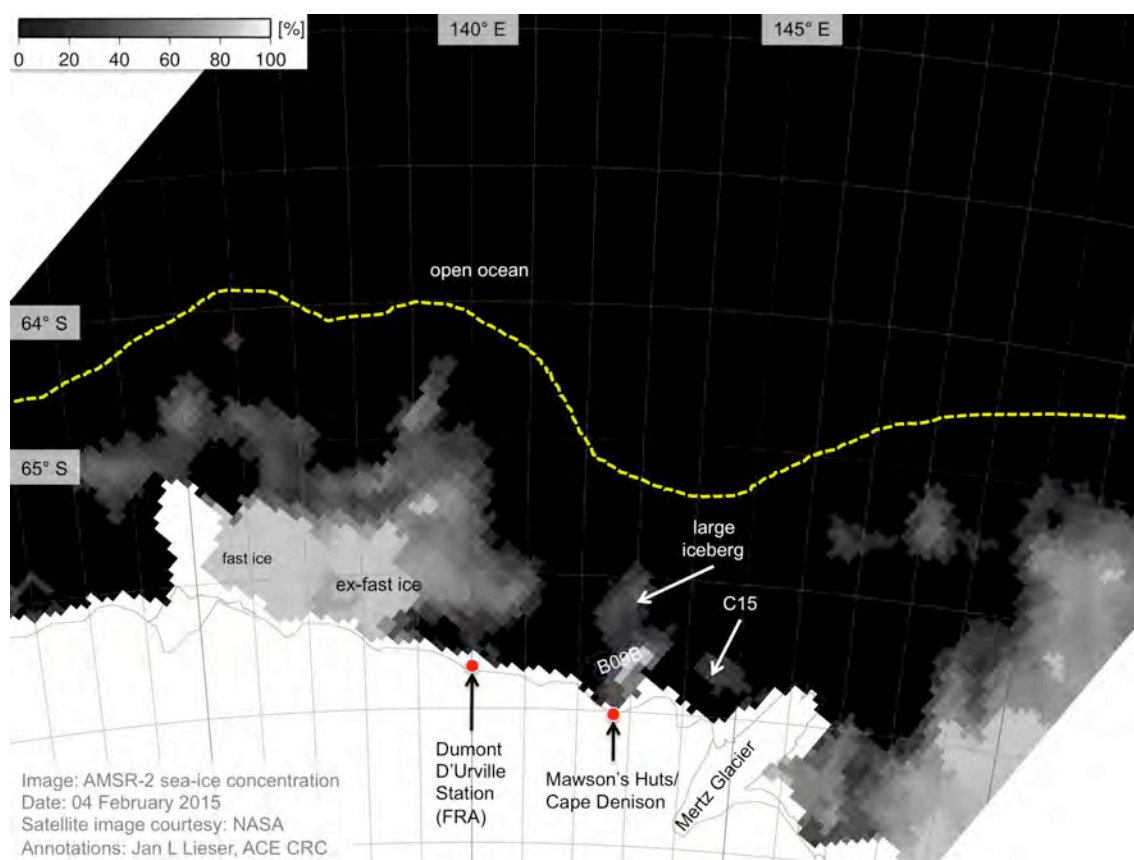 [%]
0 20 40 60 80 100
140° E
145° E
open ocean
64° S
65° S
large
iceberg
fast ice
ex-fast ice
C15
B09B
Dumont
D'Urville
Station
(FRA)
Mawson's Huts/
Cape Denison
Mertz Glacier
Image: AMSR-2 sea-ice concentration
Date: 04 February 2015
Satellite image courtesy: NASA
Annotations: Jan L Lieser, ACE CRC